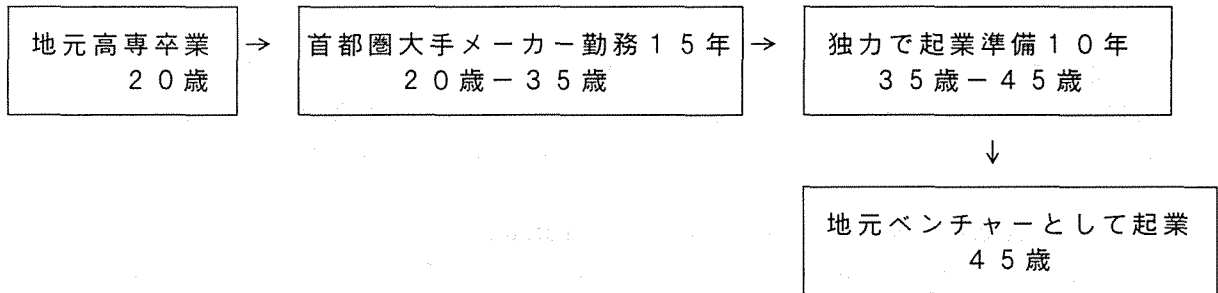 地元高専卒業
20歳
→
首都圏大手メーカー勤務15年
20歳－35歳
→
独力で起業準備10年
35歳－45歳
↓
地元ベンチャーとして起業
45歳